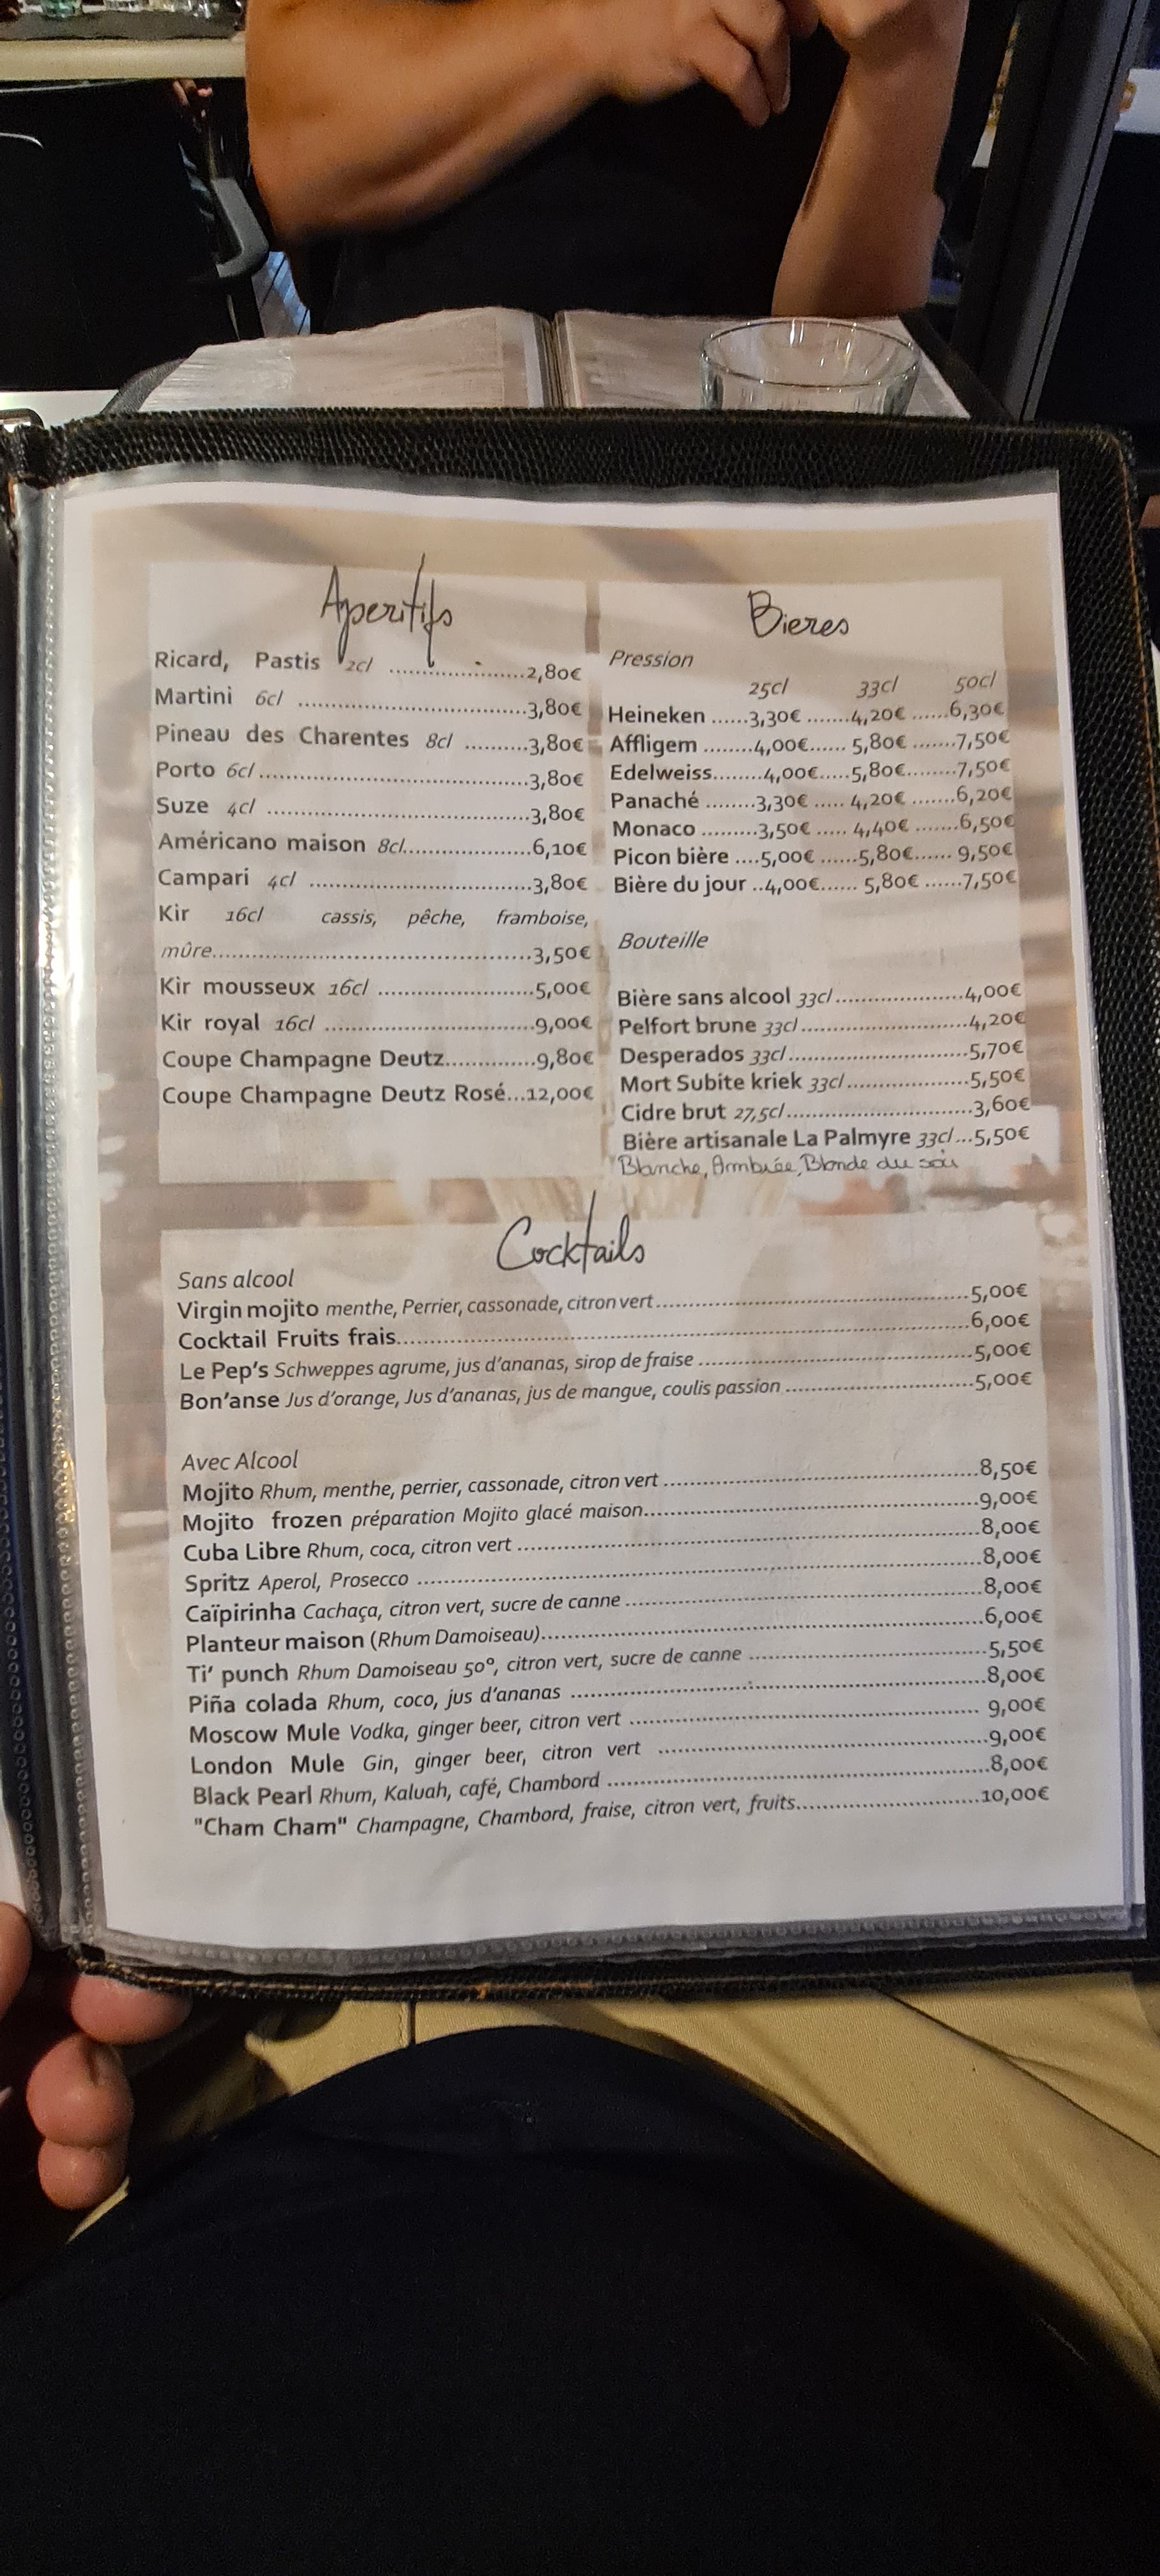 Aperitifs
Ricard, Pastis 2cl ..............................2,80€
Martini 6cl ..............................3,80€
Pineau des Charentes 8cl ..........3,80€
Porto 6cl..............................3,80€
Suze 4cl ..............................3,80€
Américano maison 8cl....................6,10€
Campari 4cl ..............................3,80€
Kir 16cl cassis, pêche, framboise,
mûre..............................3,50€
Kir mousseux 16cl .........................5,00€
Kir royal 16cl ..............................9,00€
Coupe Champagne Deutz..............9,80€
Coupe Champagne Deutz Rosé...12,00€
Bieres
Pression
25cl 33cl 50cl
Heineken ......3,30€ .......4,20€ ......6,30€
Affligem ........4,00€...... 5,80€ .......7,50€
Edelweiss........4,00€.....5,80€........7,50€
Panaché ........3,30€ ..... 4,20€ .......6,20€
Monaco .........3,50€ ..... 4,40€ .......6,50€
Picon bière ....5,00€ ......5,80€...... 9,50€
Bière du jour ..4,00€...... 5,80€ ......7,50€
Bouteille
Bière sans alcool 33cl....................4,00€
Pelfort brune 33cl.........................4,20€
Desperados 33cl...........................5,70€
Mort Subite kriek 33cl...................5,50€
Cidre brut 27,5cl............................3,60€
Bière artisanale La Palmyre 33cl...5,50€
Blanche, Ambrée, Blonde du soir
Cocktails
Sans alcool
Virgin mojito menthe, Perrier, cassonade, citron vert..............................5,00€
Cocktail Fruits frais..............................6,00€
Le Pep's Schweppes agrume, jus d'ananas, sirop de fraise ..............................5,00€
Bon'anse Jus d'orange, Jus d'ananas, jus de mangue, coulis passion ..............................5,00€
Avec Alcool
Mojito Rhum, menthe, perrier, cassonade, citron vert ..............................8,50€
Mojito frozen préparation Mojito glacé maison..............................9,00€
Cuba Libre Rhum, coca, citron vert ..............................8,00€
Spritz Aperol, Prosecco ..............................8,00€
Caïpirinha Cachaça, citron vert, sucre de canne ..............................8,00€
Planteur maison (Rhum Damoiseau)..............................6,00€
Ti' punch Rhum Damoiseau 50°, citron vert, sucre de canne ..............................5,50€
Piña colada Rhum, coco, jus d'ananas ..............................8,00€
Moscow Mule Vodka, ginger beer, citron vert .............................. 9,00€
London Mule Gin, ginger beer, citron vert ..............................9,00€
Black Pearl Rhum, Kaluah, café, Chambord ..............................8,00€
"Cham Cham" Champagne, Chambord, fraise, citron vert, fruits..............................10,00€